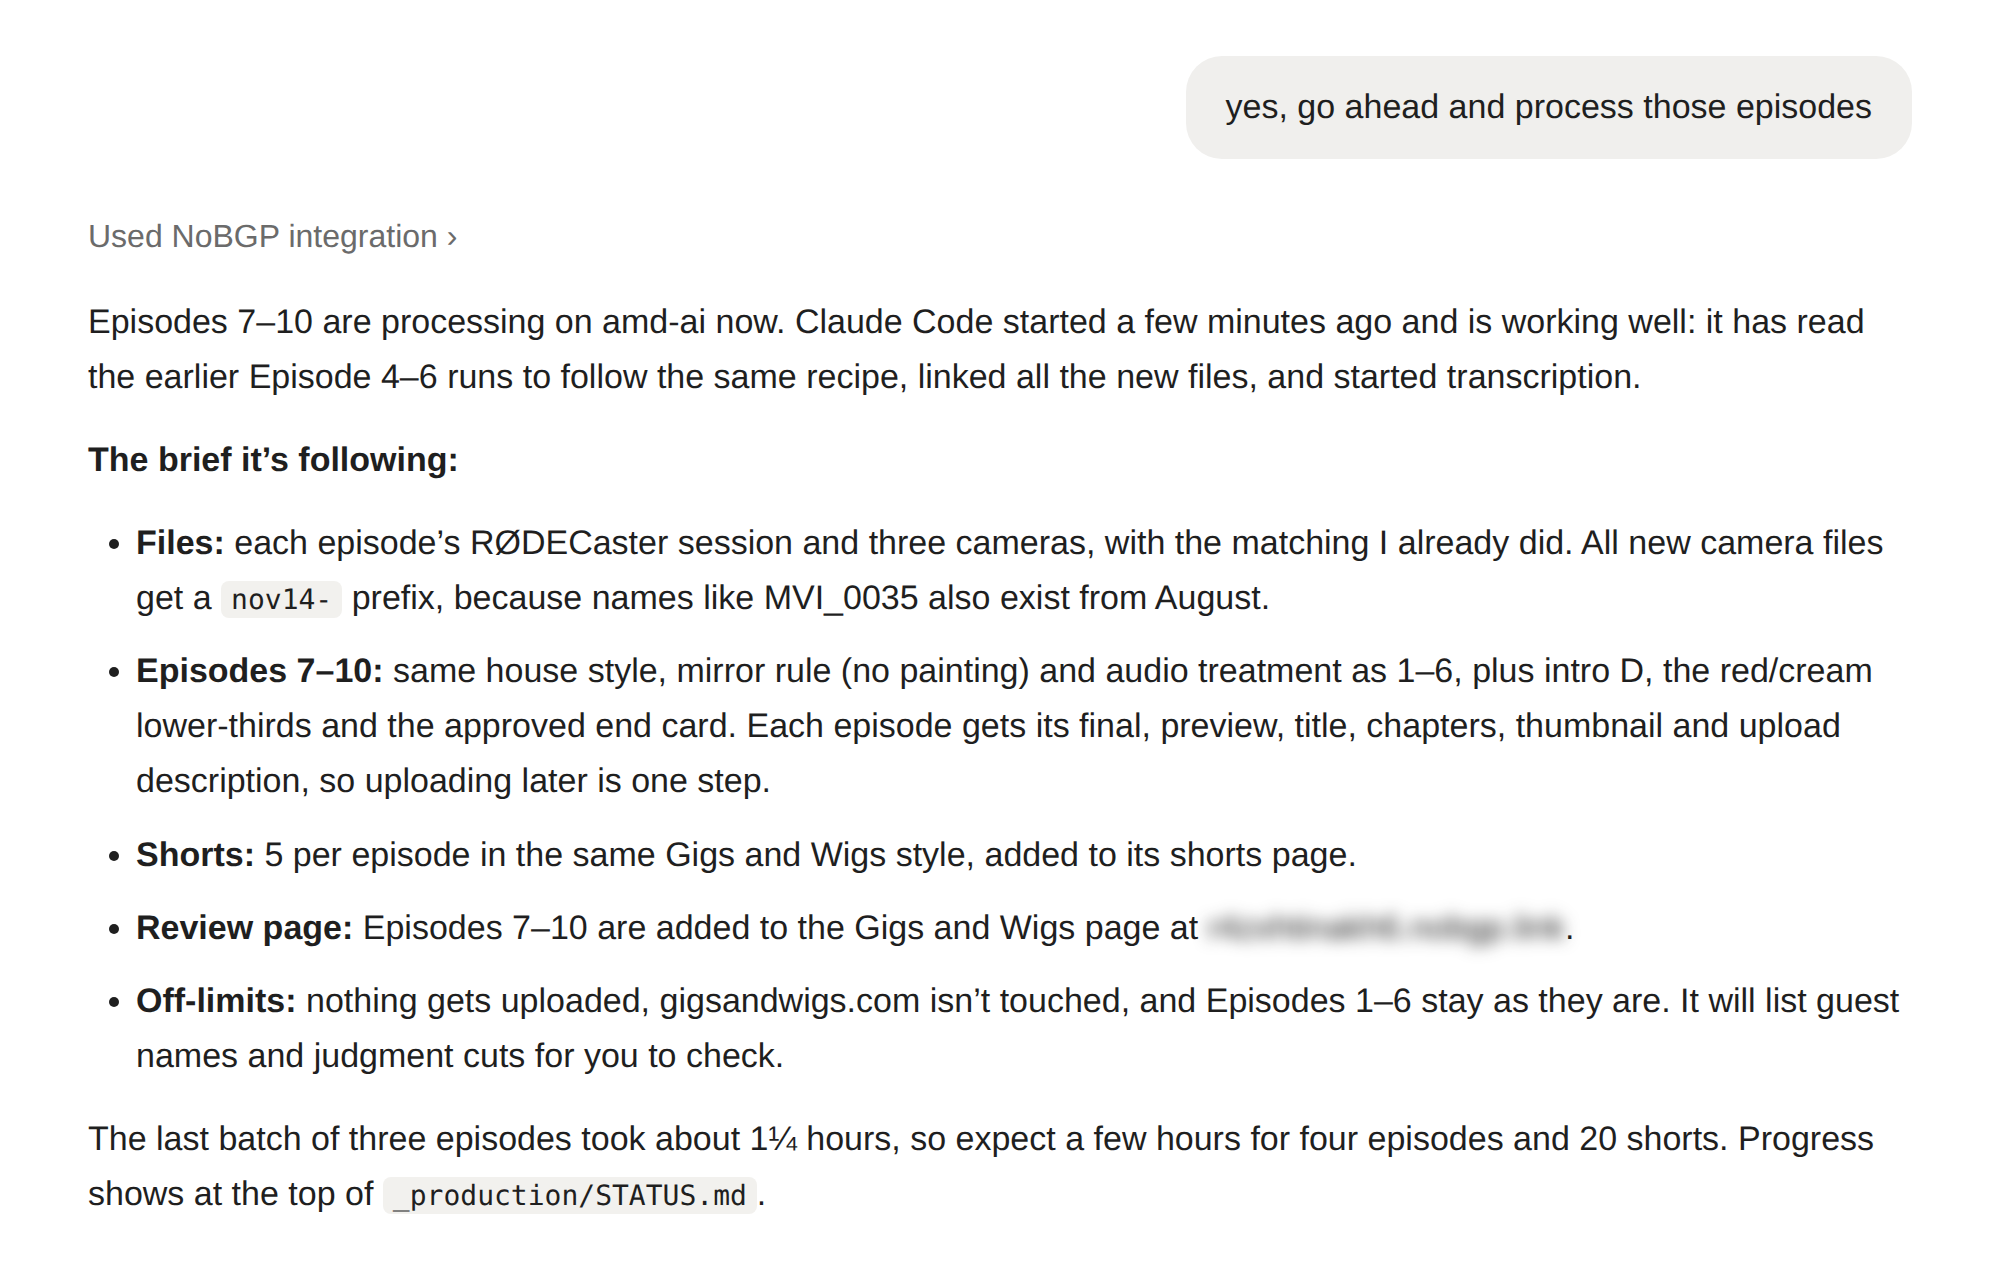 yes, go ahead and process those episodes
Used NoBGP integration ›
Episodes 7–10 are processing on amd-ai now. Claude Code started a few minutes ago and is working well: it has read
the earlier Episode 4–6 runs to follow the same recipe, linked all the new files, and started transcription.
The brief it’s following:
• Files: each episode’s RØDECaster session and three cameras, with the matching I already did. All new camera files
get a nov14- prefix, because names like MVI_0035 also exist from August.
• Episodes 7–10: same house style, mirror rule (no painting) and audio treatment as 1–6, plus intro D, the red/cream
lower-thirds and the approved end card. Each episode gets its final, preview, title, chapters, thumbnail and upload
description, so uploading later is one step.
• Shorts: 5 per episode in the same Gigs and Wigs style, added to its shorts page.
• Review page: Episodes 7–10 are added to the Gigs and Wigs page at .
• Off-limits: nothing gets uploaded, gigsandwigs.com isn’t touched, and Episodes 1–6 stay as they are. It will list guest
names and judgment cuts for you to check.
The last batch of three episodes took about 1¼ hours, so expect a few hours for four episodes and 20 shorts. Progress
shows at the top of _production/STATUS.md.